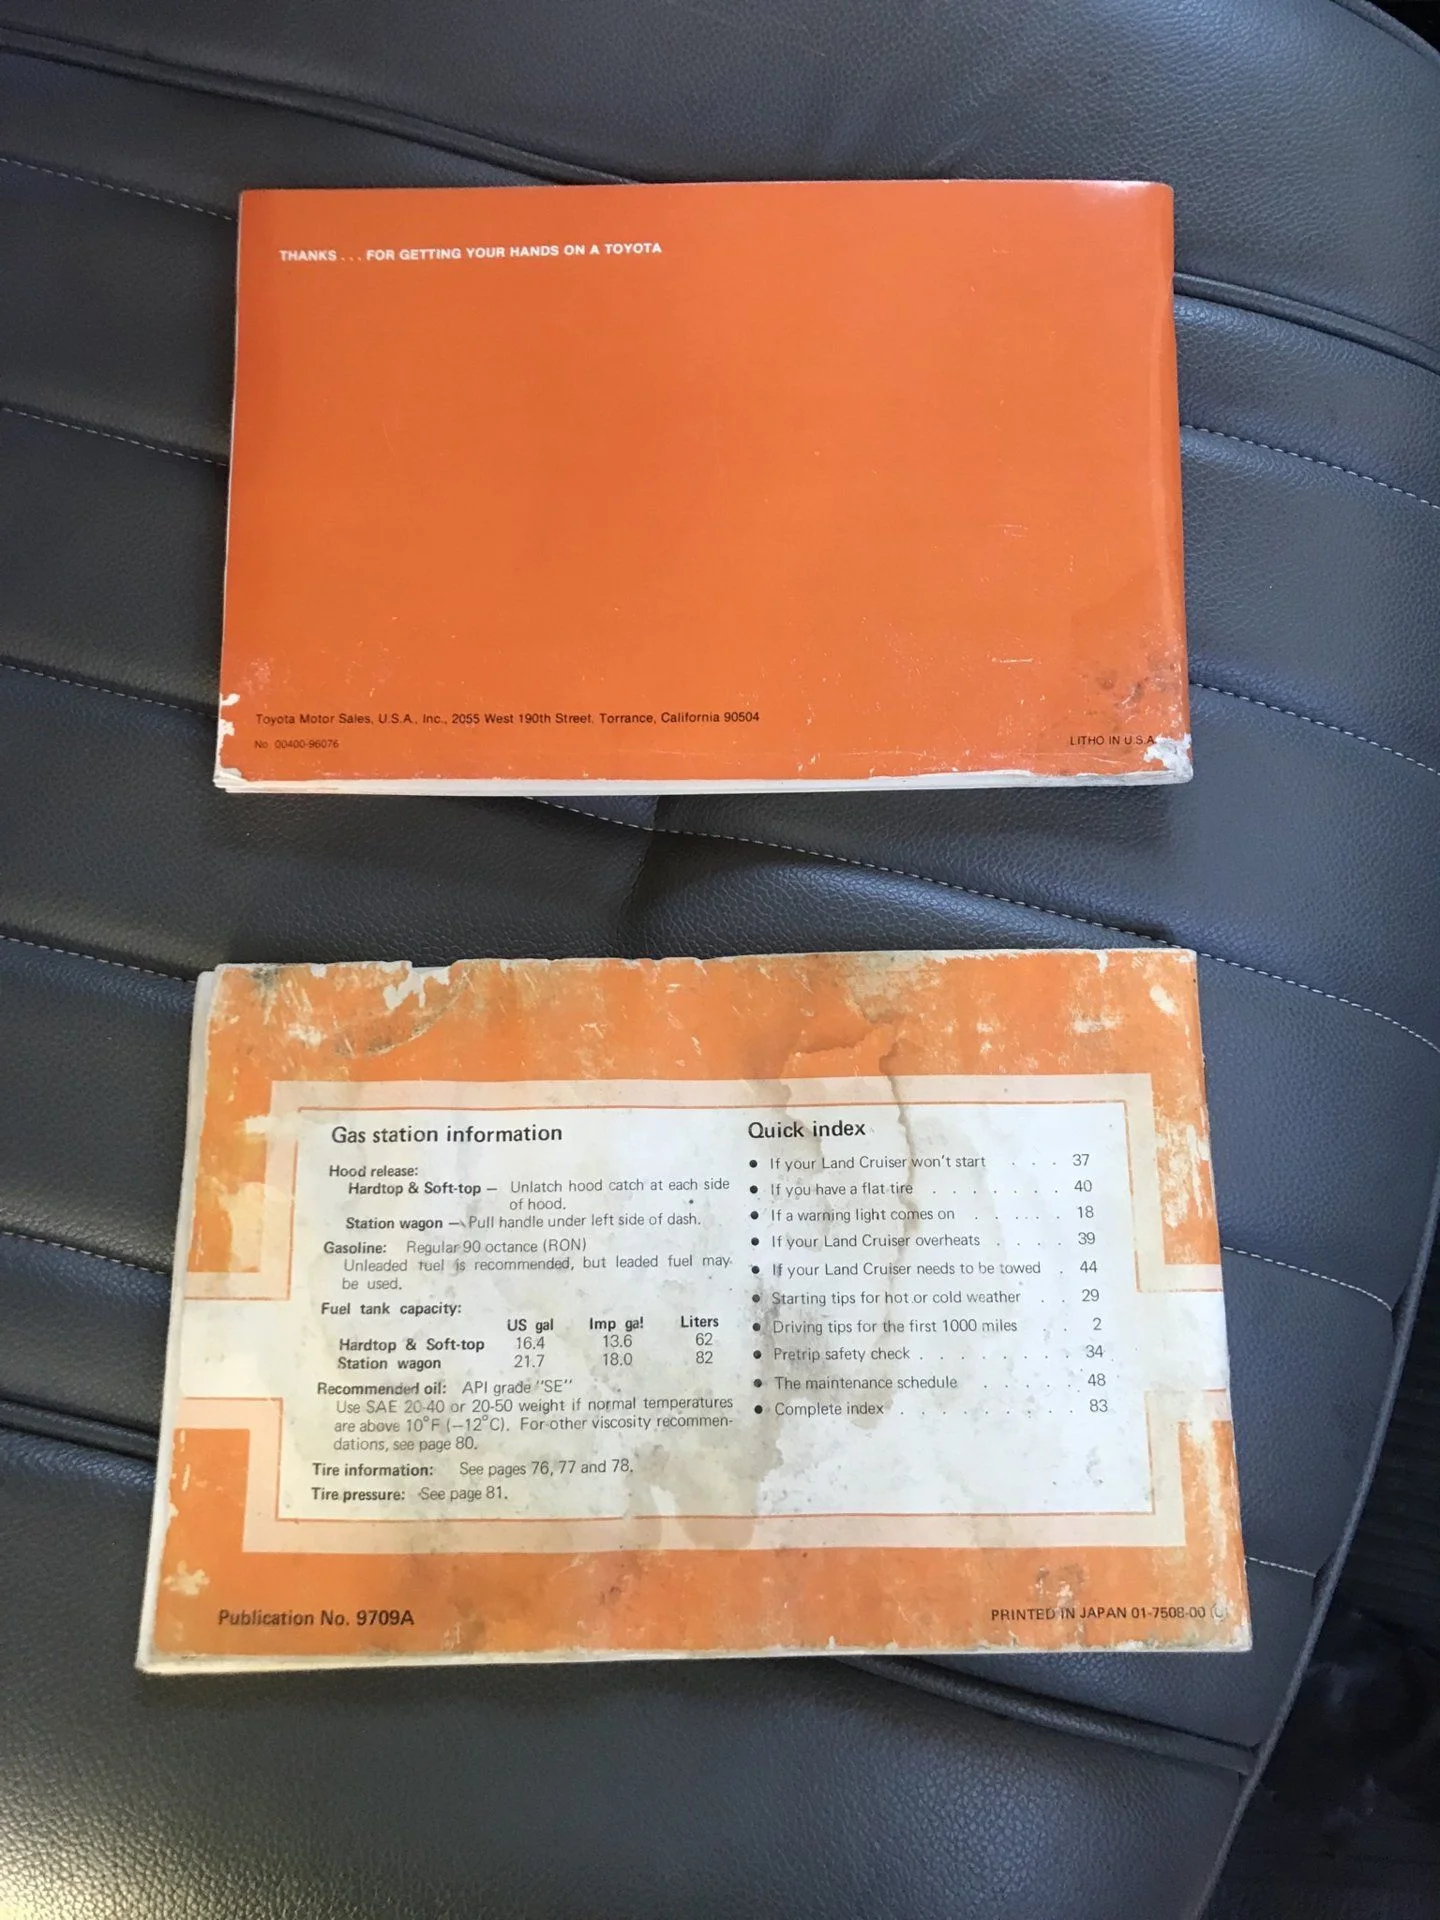 THANKS . . . FOR GETTING YOUR HANDS ON A TOYOTA
Toyota Motor Sales, U.S.A., Inc., 2055 West 190th Street, Torrance, California 90504
No 00400-96076
LITHO IN U.S.A.
Gas station information
Hood release:
Hardtop & Soft-top — Unlatch hood catch at each side
of hood.
Station wagon — Pull handle under left side of dash.
Gasoline: Regular 90 octance (RON)
Unleaded fuel is recommended, but leaded fuel may
be used.
Fuel tank capacity:
US gal Imp gal Liters
Hardtop & Soft-top 16.4 13.6 62
Station wagon 21.7 18.0 82
Recommended oil: API grade "SE"
Use SAE 20-40 or 20-50 weight if normal temperatures
are above 10°F (−12°C). For other viscosity recommen-
dations, see page 80.
Tire information: See pages 76, 77 and 78.
Tire pressure: See page 81.
Quick index
● If your Land Cruiser won't start . . . 37
● If you have a flat tire . . . . . . . 40
● If a warning light comes on . . . . . 18
● If your Land Cruiser overheats . . . . 39
● If your Land Cruiser needs to be towed . 44
● Starting tips for hot or cold weather . . 29
● Driving tips for the first 1000 miles . . 2
● Pretrip safety check . . . . . . . . 34
● The maintenance schedule . . . . . 48
● Complete index . . . . . . . . . 83
Publication No. 9709A
PRINTED IN JAPAN 01-7508-00